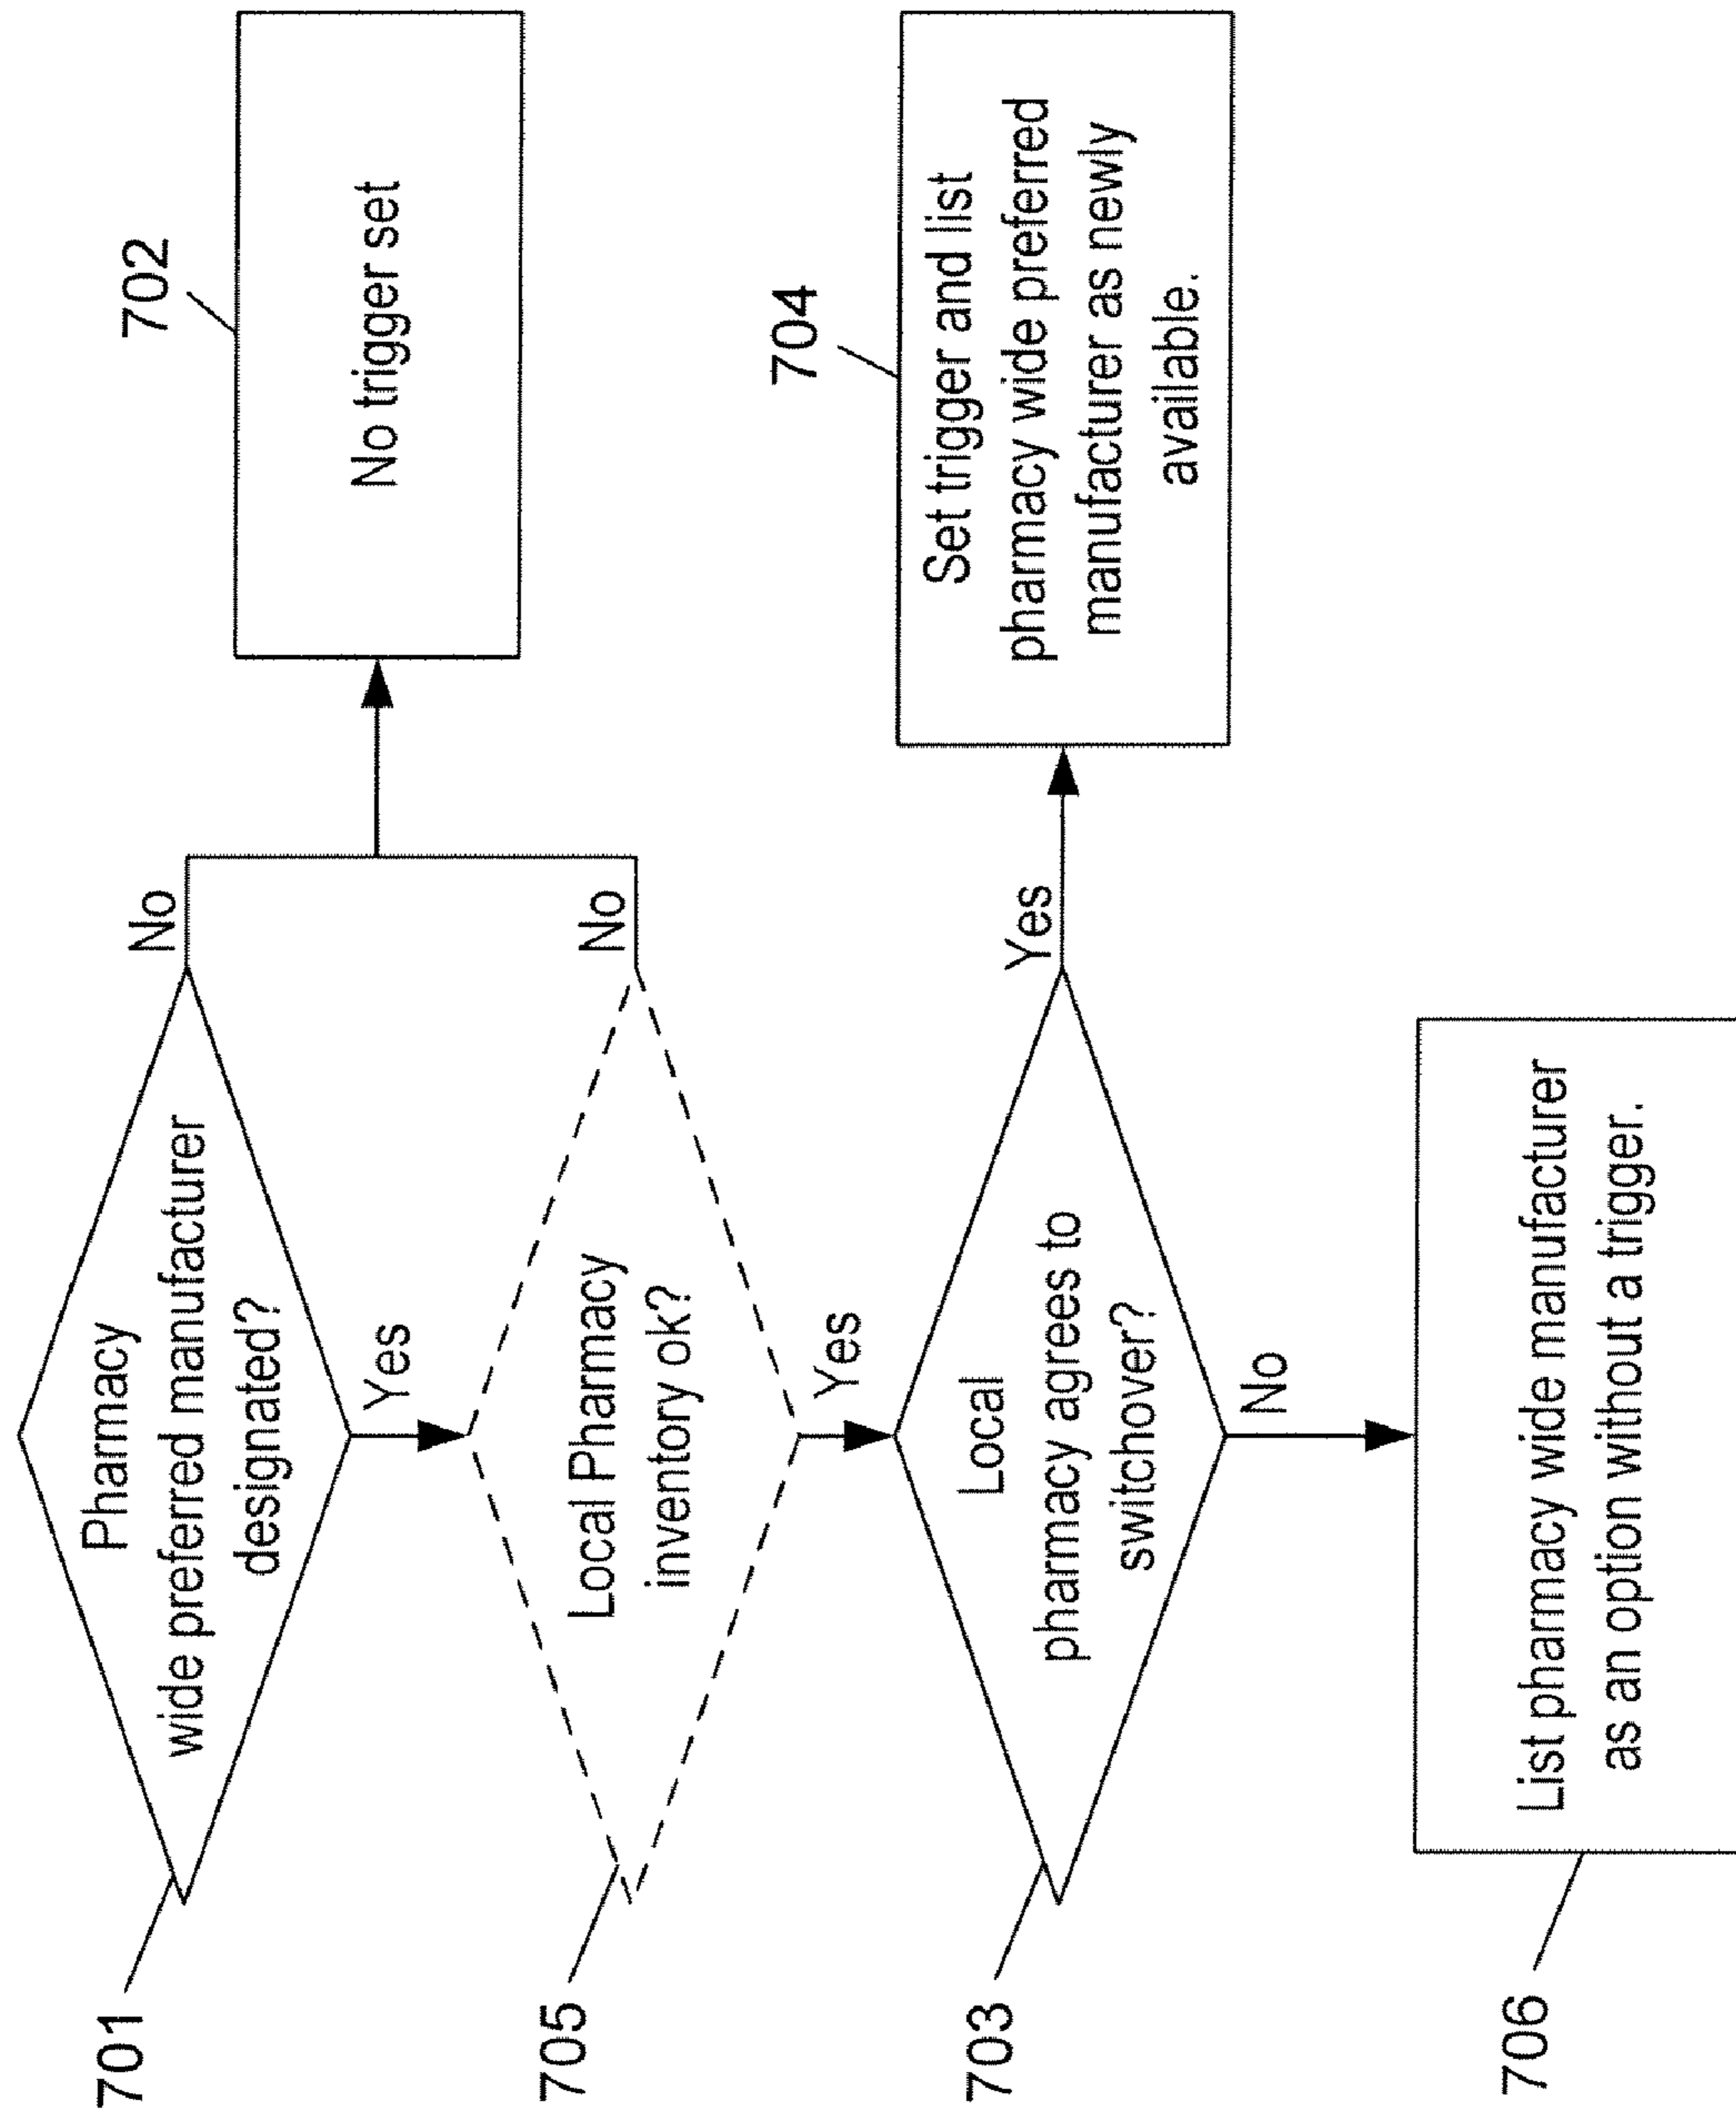 701
Pharmacy
wide preferred manufacturer
designated?
No
Yes
702
No trigger set
705
Local Pharmacy
inventory ok?
No
Yes
703
Local
pharmacy agrees to
switchover?
Yes
No
704
Set trigger and list
pharmacy wide preferred
manufacturer as newly
available.
706
List pharmacy wide manufacturer
as an option without a trigger.